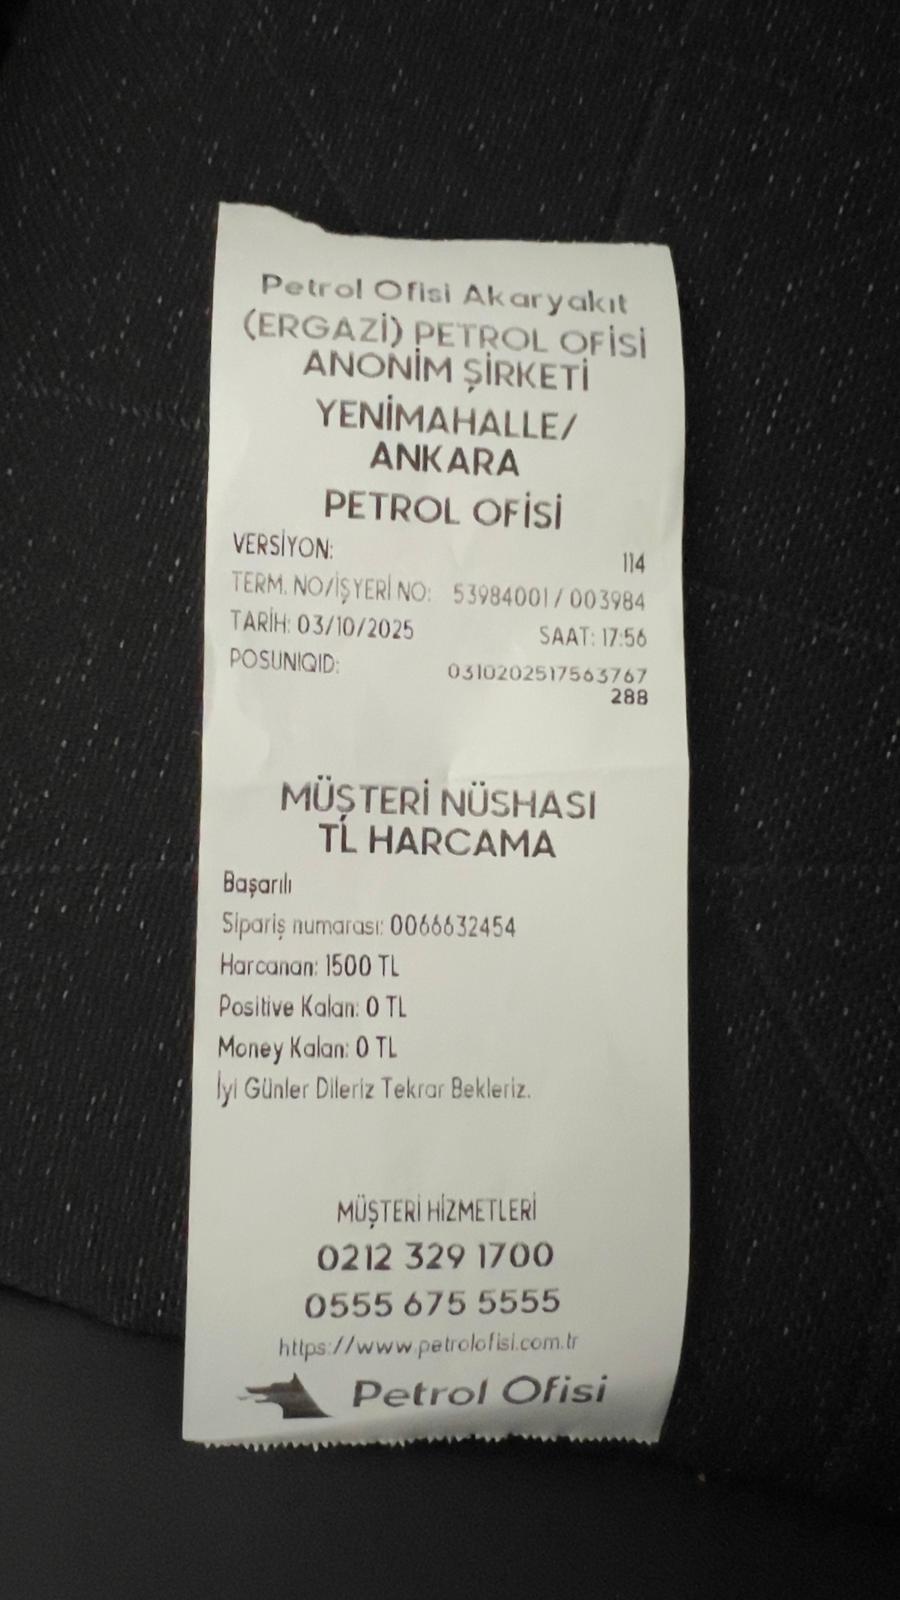 Petrol Ofisi Akaryakıt
(ERGAZİ) PETROL OFİSİ
ANONİM ŞİRKETİ
YENİMAHALLE/
ANKARA
PETROL OFİSİ
VERSİYON: 114
TERM. NO/İŞYERİ NO: 53984001 / 003984
TARİH: 03/10/2025 SAAT: 17:56
POSUNIQID: 0310202517563767
288
MÜŞTERİ NÜSHASI
TL HARCAMA
Başarılı
Sipariş numarası: 0066632454
Harcanan: 1500 TL
Positive Kalan: 0 TL
Money Kalan: 0 TL
İyi Günler Dileriz Tekrar Bekleriz.
MÜŞTERİ HİZMETLERİ
0212 329 1700
0555 675 5555
https://www.petrolofisi.com.tr
Petrol Ofisi